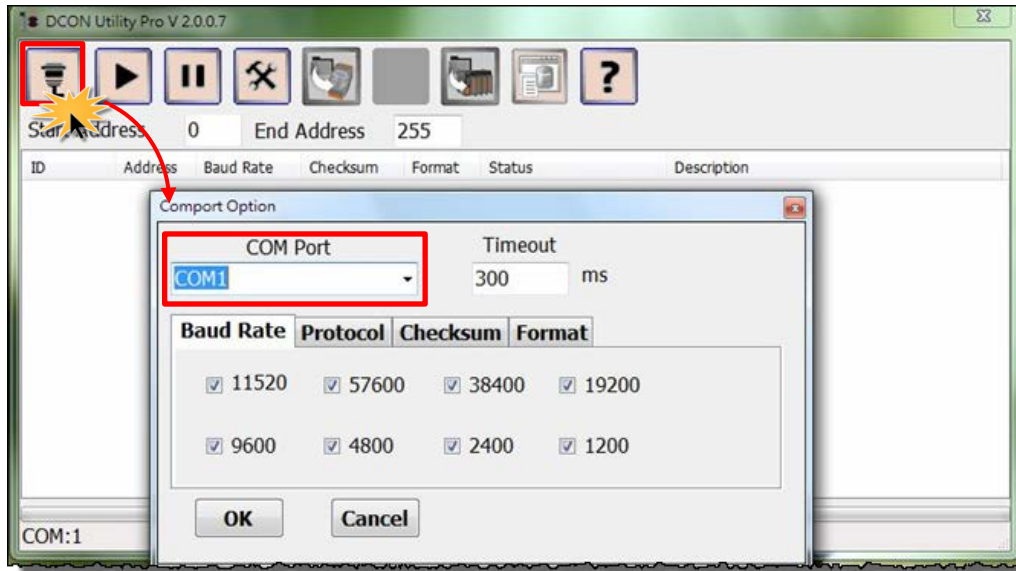 DCON Utility Pro V 2.0.0.7
?
Start Address 0 End Address 255
ID Address Baud Rate Checksum Format Status Description
Comport Option
COM Port Timeout
COM1 300 ms
Baud Rate Protocol Checksum Format
11520 57600 38400 19200
9600 4800 2400 1200
OK Cancel
COM:1